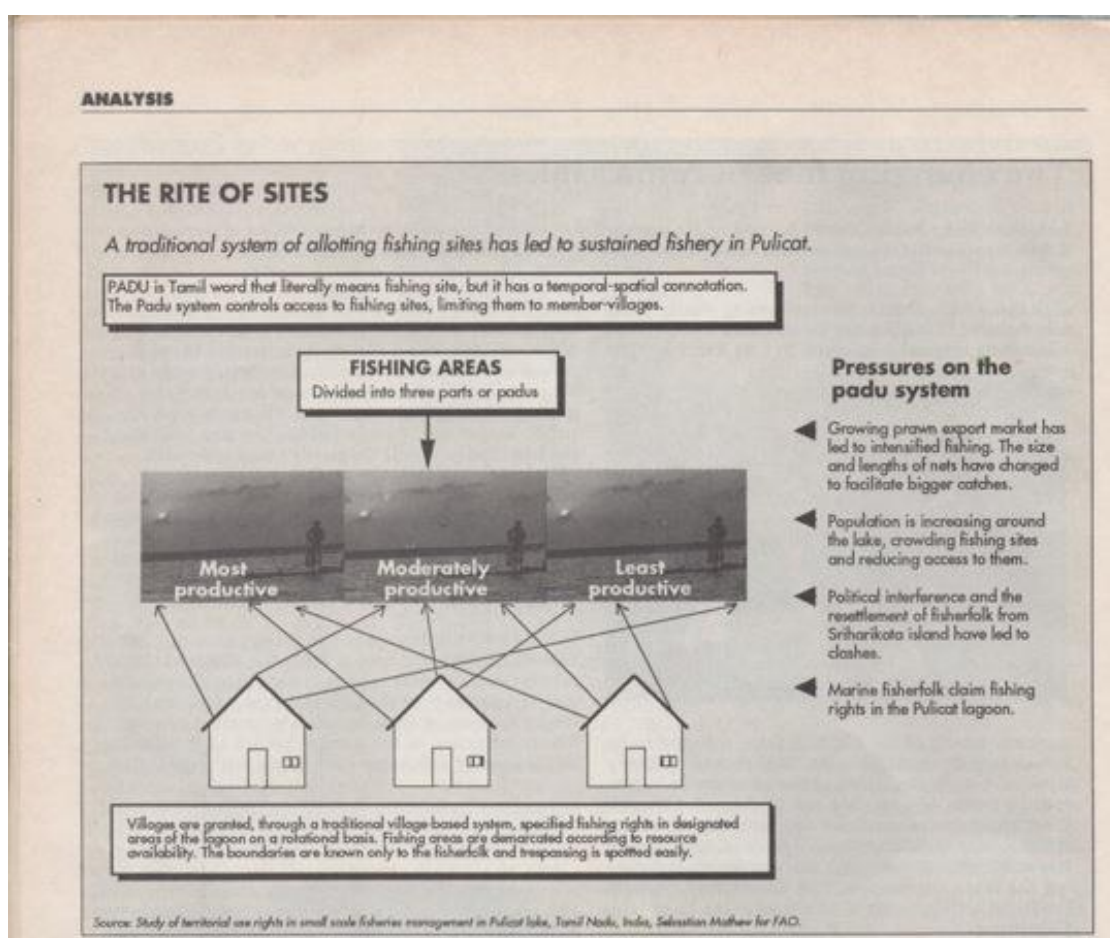 ANALYSIS
THE RITE OF SITES
A traditional system of allotting fishing sites has led to sustained fishery in Pulicat.
PADU is Tamil word that literally means fishing site, but it has a temporal-spatial connotation.
The Padu system controls access to fishing sites, limiting them to member-villages.
FISHING AREAS
Divided into three parts or padus
Most
productive
Moderately
productive
Least
productive
Pressures on the
padu system
Growing prawn export market has
led to intensified fishing. The size
and lengths of nets have changed
to facilitate bigger catches.
Population is increasing around
the lake, crowding fishing sites
and reducing access to them.
Political interference and the
resettlement of fisherfolk from
Sriharikota island have led to
clashes.
Marine fisherfolk claim fishing
rights in the Pulicat lagoon.
Villages are granted, through a traditional village-based system, specified fishing rights in designated
areas of the lagoon on a rotational basis. Fishing areas are demarcated according to resource
availability. The boundaries are known only to the fisherfolk and trespassing is spotted easily.
Source: Study of territorial use rights in small scale fisheries management in Pulicat lake, Tamil Nadu, India, Sebastian Mathew for FAO.